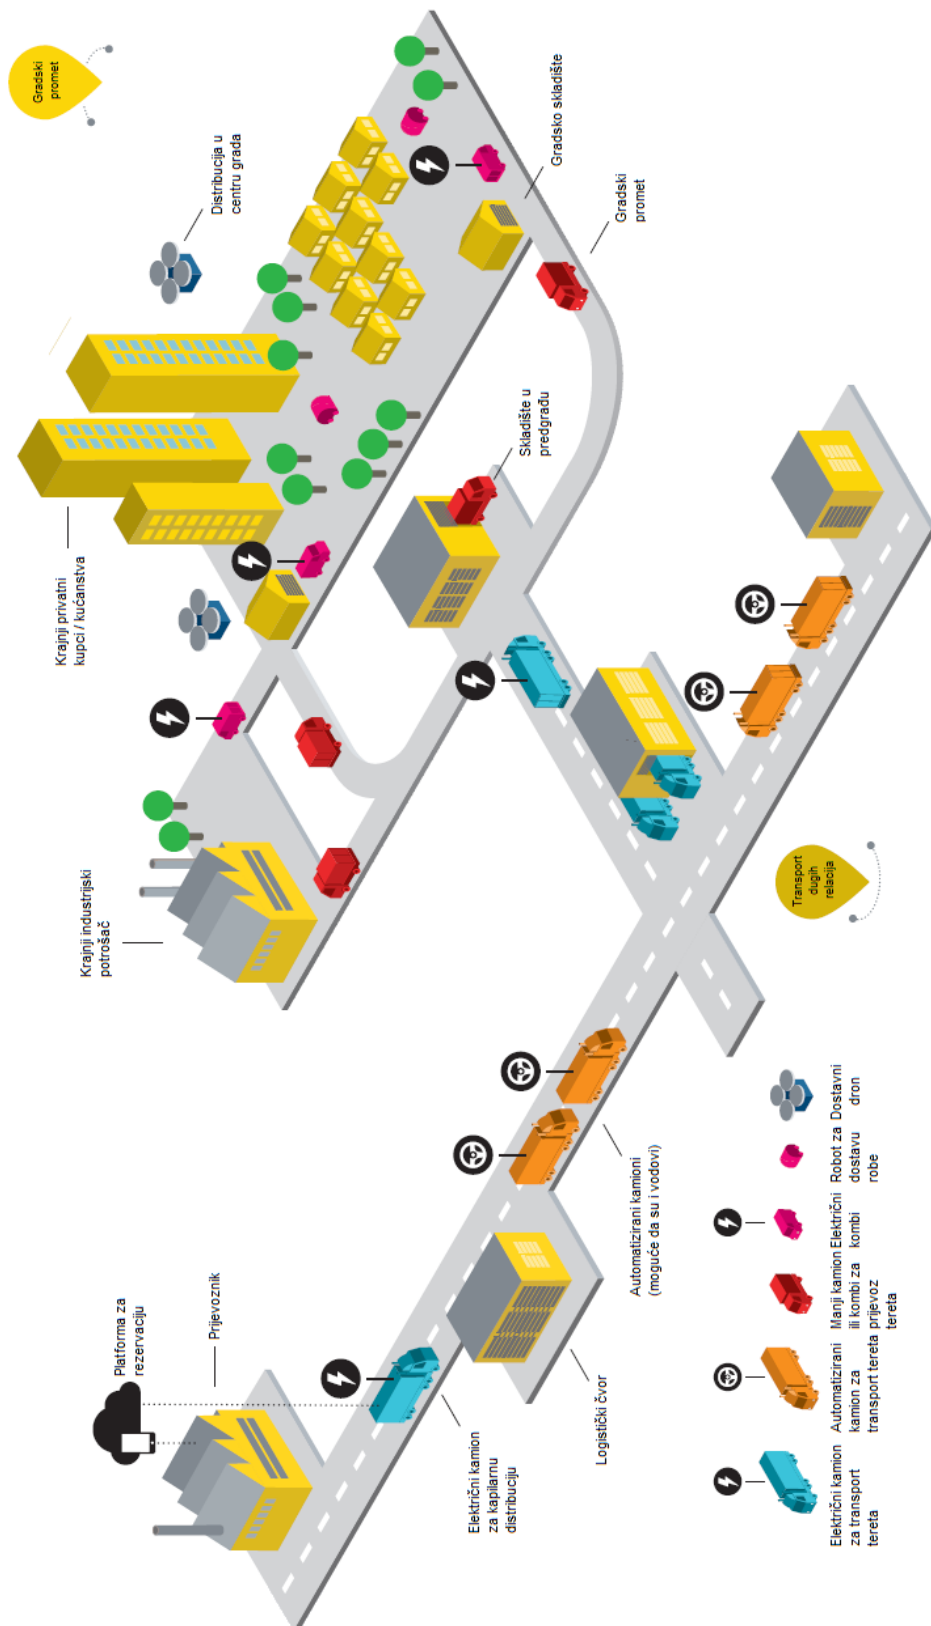 Platforma za
rezervaciju
Prijevoznik
Krajnji industrijski
potrošač
Krajnji privatni
kupci / kućanstva
Distribucija u
centru grada
Gradski
promet
Električni kamion
za kapilarnu
distribuciju
Logistički čvor
Automatizirani kamioni
(moguće da su i vodovi)
Skladište u
predgrađu
Gradsko skladište
Gradski
promet
Transport
dugih
relacija
Električni kamion
za transport
tereta
Automatizirani
kamion za
transport tereta
Manji kamion
ili kombi za
prijevoz
tereta
Električni
kombi
Robot za
dostavu
robe
Dostavni
dron